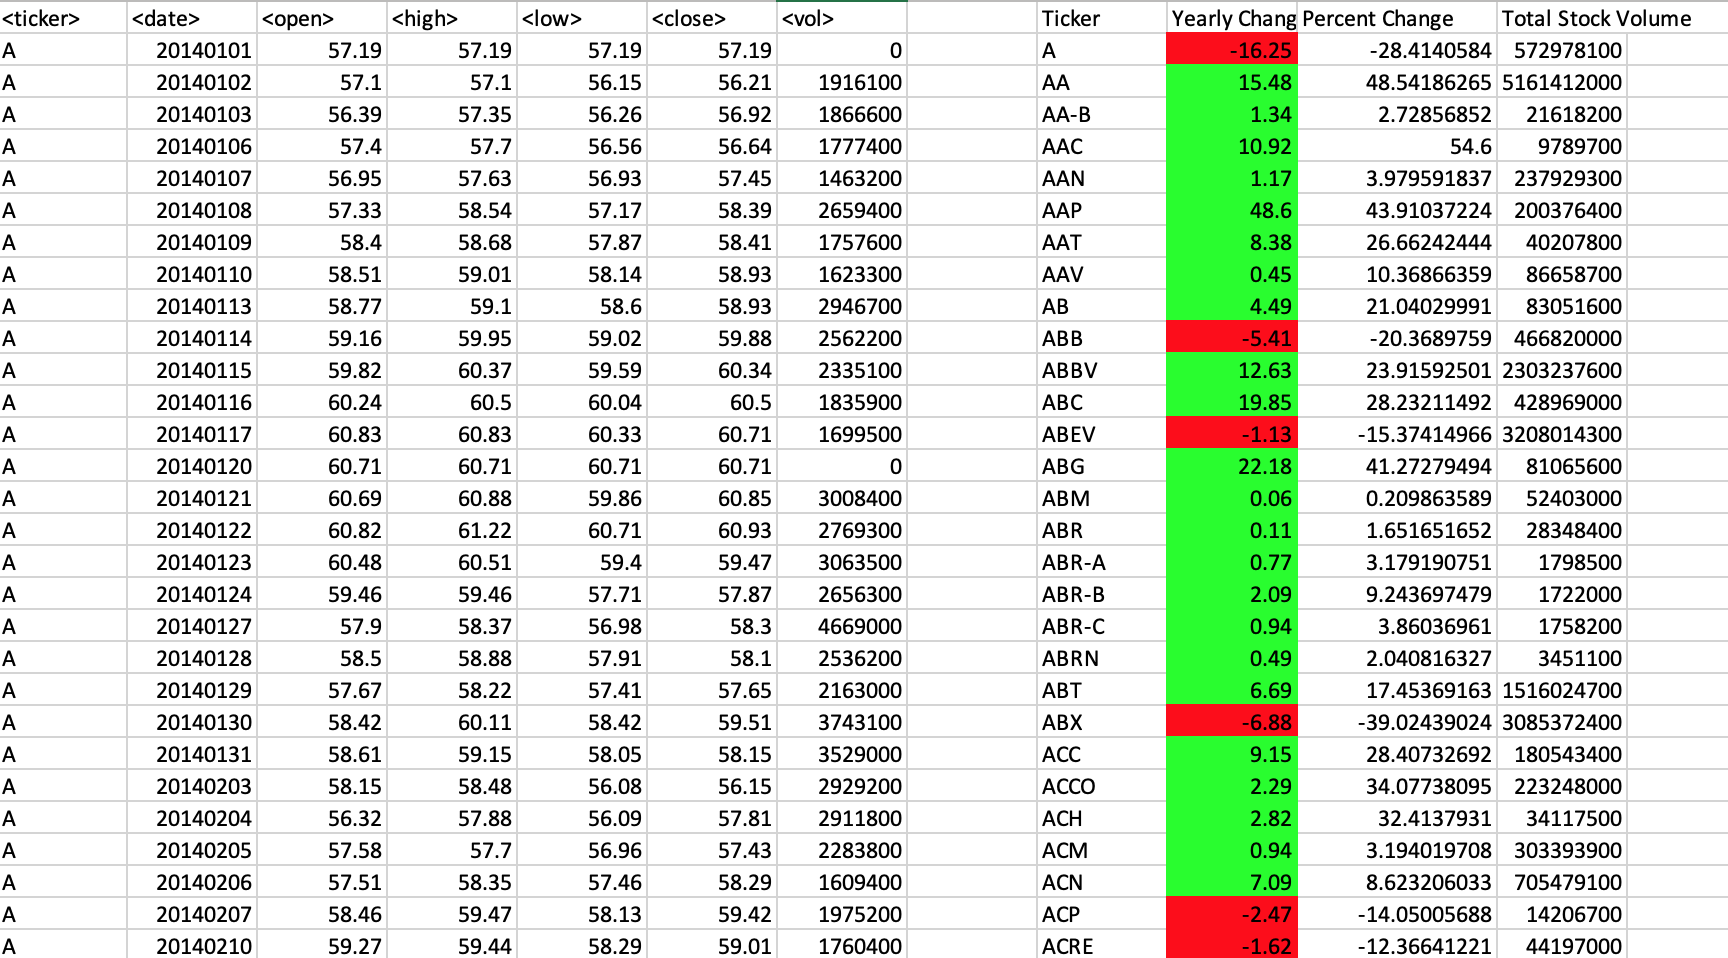 <ticker> <date> <open> <high> <low> <close> <vol> Ticker Yearly Chang Percent Change Total Stock Volume
A 20140101 57.19 57.19 57.19 57.19 0 A -16.25 -28.4140584 572978100
A 20140102 57.1 57.1 56.15 56.21 1916100 AA 15.48 48.54186265 5161412000
A 20140103 56.39 57.35 56.26 56.92 1866600 AA-B 1.34 2.72856852 21618200
A 20140106 57.4 57.7 56.56 56.64 1777400 AAC 10.92 54.6 9789700
A 20140107 56.95 57.63 56.93 57.45 1463200 AAN 1.17 3.979591837 237929300
A 20140108 57.33 58.54 57.17 58.39 2659400 AAP 48.6 43.91037224 200376400
A 20140109 58.4 58.68 57.87 58.41 1757600 AAT 8.38 26.66242444 40207800
A 20140110 58.51 59.01 58.14 58.93 1623300 AAV 0.45 10.36866359 86658700
A 20140113 58.77 59.1 58.6 58.93 2946700 AB 4.49 21.04029991 83051600
A 20140114 59.16 59.95 59.02 59.88 2562200 ABB -5.41 -20.3689759 466820000
A 20140115 59.82 60.37 59.59 60.34 2335100 ABBV 12.63 23.91592501 2303237600
A 20140116 60.24 60.5 60.04 60.5 1835900 ABC 19.85 28.23211492 428969000
A 20140117 60.83 60.83 60.33 60.71 1699500 ABEV -1.13 -15.37414966 3208014300
A 20140120 60.71 60.71 60.71 60.71 0 ABG 22.18 41.27279494 81065600
A 20140121 60.69 60.88 59.86 60.85 3008400 ABM 0.06 0.209863589 52403000
A 20140122 60.82 61.22 60.71 60.93 2769300 ABR 0.11 1.651651652 28348400
A 20140123 60.48 60.51 59.4 59.47 3063500 ABR-A 0.77 3.179190751 1798500
A 20140124 59.46 59.46 57.71 57.87 2656300 ABR-B 2.09 9.243697479 1722000
A 20140127 57.9 58.37 56.98 58.3 4669000 ABR-C 0.94 3.86036961 1758200
A 20140128 58.5 58.88 57.91 58.1 2536200 ABRN 0.49 2.040816327 3451100
A 20140129 57.67 58.22 57.41 57.65 2163000 ABT 6.69 17.45369163 1516024700
A 20140130 58.42 60.11 58.42 59.51 3743100 ABX -6.88 -39.02439024 3085372400
A 20140131 58.61 59.15 58.05 58.15 3529000 ACC 9.15 28.40732692 180543400
A 20140203 58.15 58.48 56.08 56.15 2929200 ACCO 2.29 34.07738095 223248000
A 20140204 56.32 57.88 56.09 57.81 2911800 ACH 2.82 32.4137931 34117500
A 20140205 57.58 57.7 56.96 57.43 2283800 ACM 0.94 3.194019708 303393900
A 20140206 57.51 58.35 57.46 58.29 1609400 ACN 7.09 8.623206033 705479100
A 20140207 58.46 59.47 58.13 59.42 1975200 ACP -2.47 -14.05005688 14206700
A 20140210 59.27 59.44 58.29 59.01 1760400 ACRE -1.62 -12.36641221 44197000